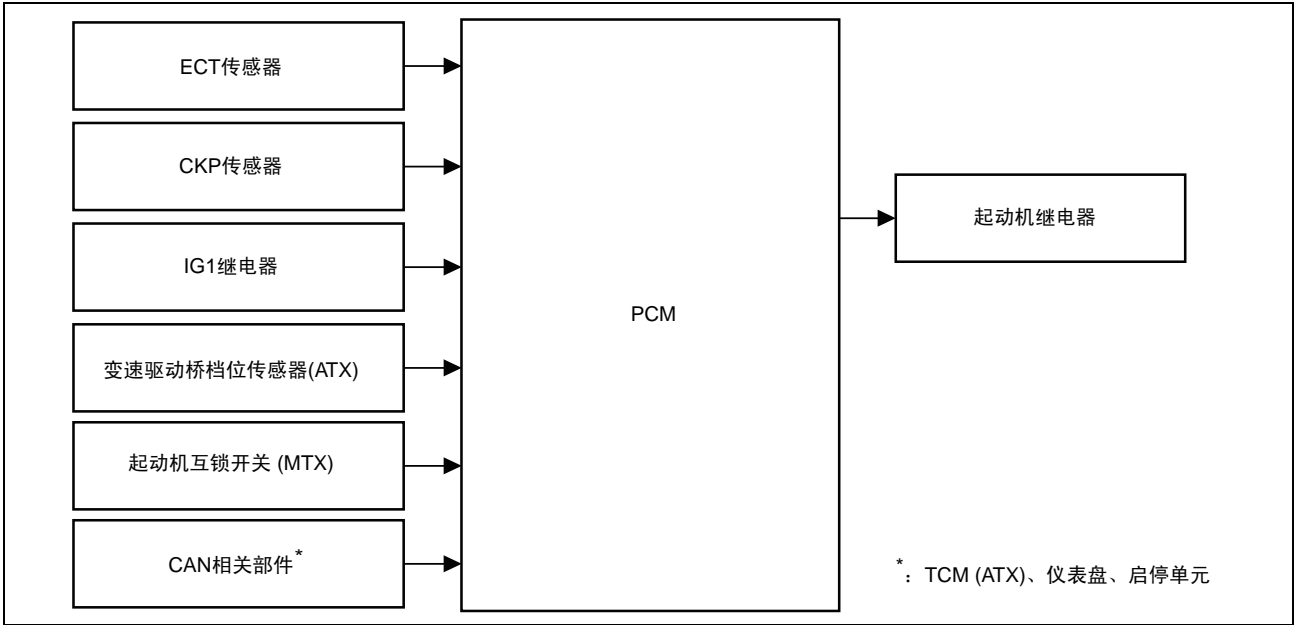 ECT传感器
CKP传感器
IG1继电器
变速驱动桥档位传感器(ATX)
起动机互锁开关 (MTX)
CAN相关部件*
PCM
起动机继电器
*：TCM (ATX)、仪表盘、启停单元